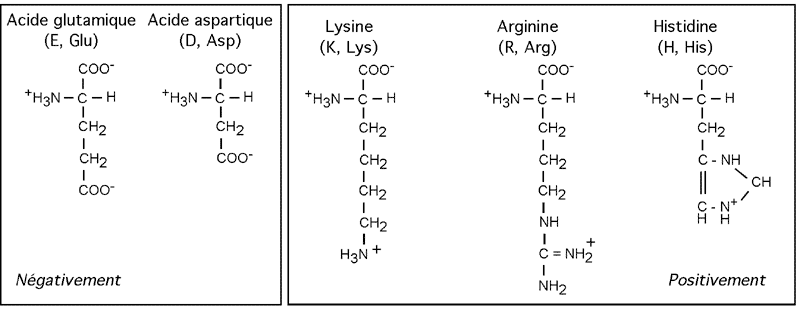 Acide glutamique
(E, Glu)
COO⁻
⁺H₃N – C – H
CH₂
CH₂
COO⁻
Acide aspartique
(D, Asp)
COO⁻
⁺H₃N – C – H
CH₂
COO⁻
Négativement
Lysine
(K, Lys)
COO⁻
⁺H₃N – C – H
CH₂
CH₂
CH₂
CH₂
H₃N⁺
Arginine
(R, Arg)
COO⁻
⁺H₃N – C – H
CH₂
CH₂
CH₂
NH
C = NH₂⁺
NH₂
Histidine
(H, His)
COO⁻
⁺H₃N – C – H
CH₂
C - NH
CH
C - N⁺
H H
Positivement